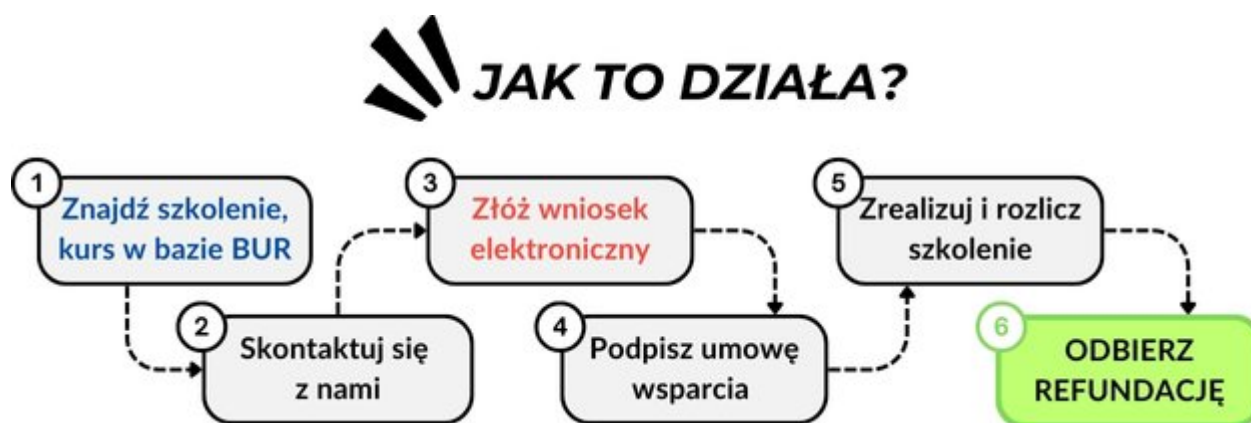 JAK TO DZIAŁA?
1
Znajdź szkolenie,
kurs w bazie BUR
2
Skontaktuj się
z nami
3
Złóż wniosek
elektroniczny
4
Podpisz umowę
wsparcia
5
Zrealizuj i rozlicz
szkolenie
6
ODBIERZ
REFUNDACJĘ